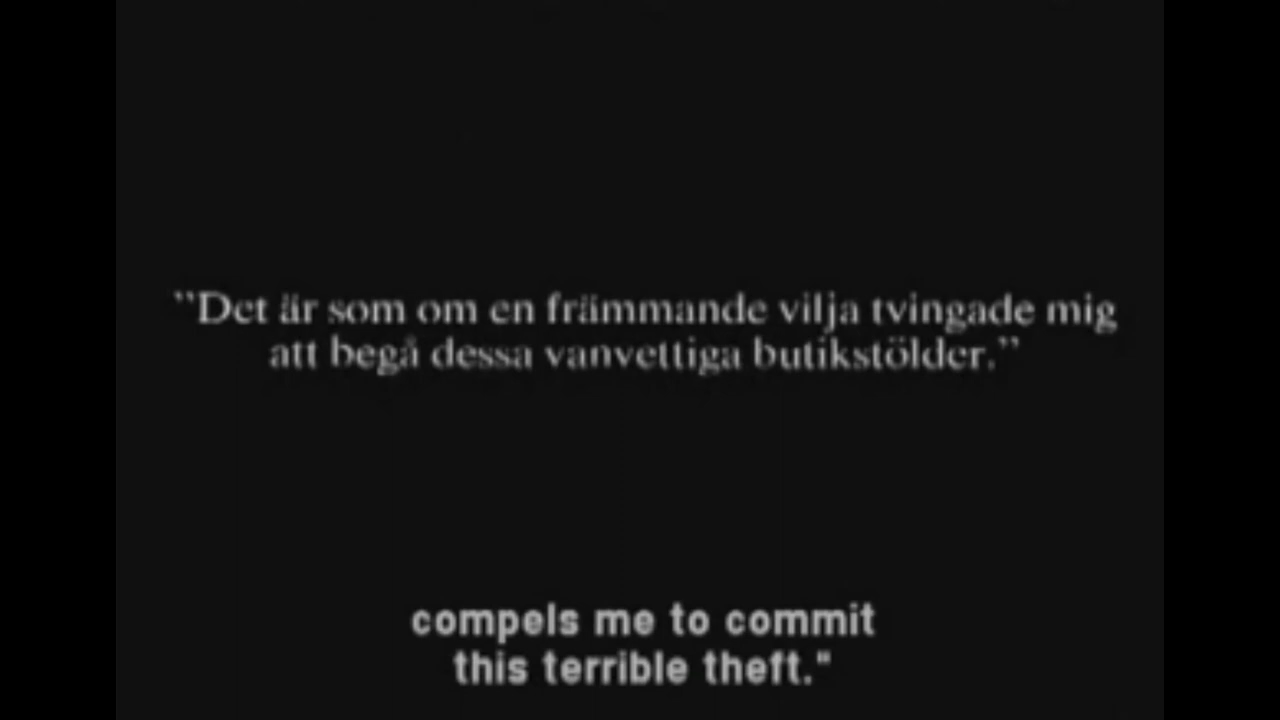 ”Det är som om en främmande vilja tvingade mig
att begå dessa vanvettiga butikstölder.”
compels me to commit
this terrible theft."